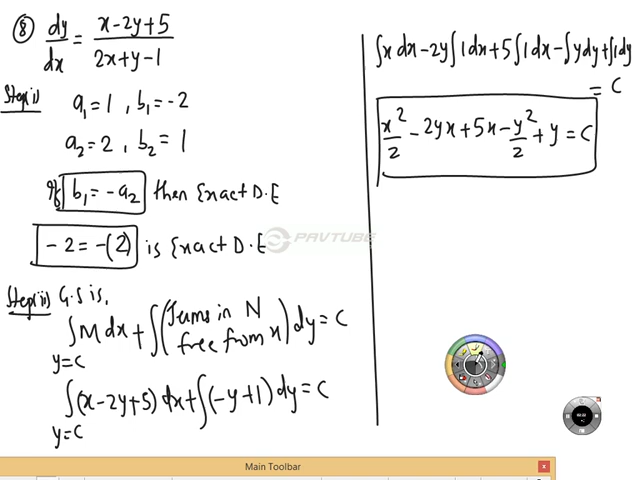 ⑧ dy/dx = (x-2y+5)/(2x+y-1)
Step(i)
a₁=1, b₁=-2
a₂=2, b₂=1
If b₁=-a₂ then Exact D.E
-2=-(2) is Exact D.E
Step(ii) G.S is,
∫M dx + ∫(Terms in N free from x) dy = C
y=C
∫(x-2y+5) dx + ∫(-y+1) dy = C
y=C
∫x dx - 2y∫1 dx + 5∫1 dx - ∫y dy + ∫1 dy
= C
x²/2 - 2yx + 5x - y²/2 + y = C
PAVTUBE
Main Toolbar